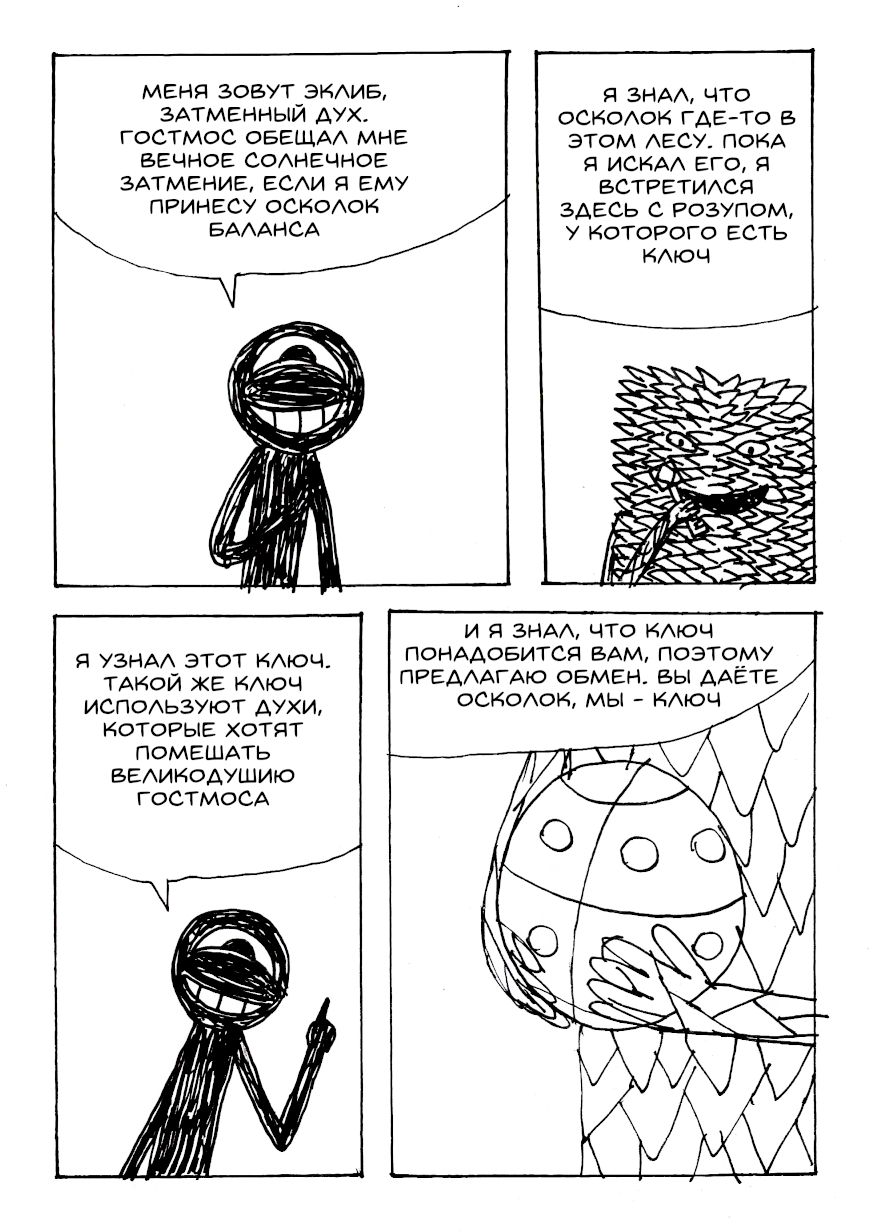 МЕНЯ ЗОВУТ ЭКЛИБ,
ЗАТМЕННЫЙ ДУХ.
ГОСТМОС ОБЕЩАЛ МНЕ
ВЕЧНОЕ СОЛНЕЧНОЕ
ЗАТМЕНИЕ, ЕСЛИ Я ЕМУ
ПРИНЕСУ ОСКОЛОК
БАЛАНСА
Я ЗНАЛ, ЧТО
ОСКОЛОК ГДЕ-ТО В
ЭТОМ ЛЕСУ. ПОКА
Я ИСКАЛ ЕГО, Я
ВСТРЕТИЛСЯ
ЗДЕСЬ С РОЗУПОМ,
У КОТОРОГО ЕСТЬ
КЛЮЧ
Я УЗНАЛ ЭТОТ КЛЮЧ.
ТАКОЙ ЖЕ КЛЮЧ
ИСПОЛЬЗУЮТ ДУХИ,
КОТОРЫЕ ХОТЯТ
ПОМЕШАТЬ
ВЕЛИКОДУШИЮ
ГОСТМОСА
И Я ЗНАЛ, ЧТО КЛЮЧ
ПОНАДОБИТСЯ ВАМ, ПОЭТОМУ
ПРЕДЛАГАЮ ОБМЕН. ВЫ ДАЁТЕ
ОСКОЛОК, МЫ - КЛЮЧ